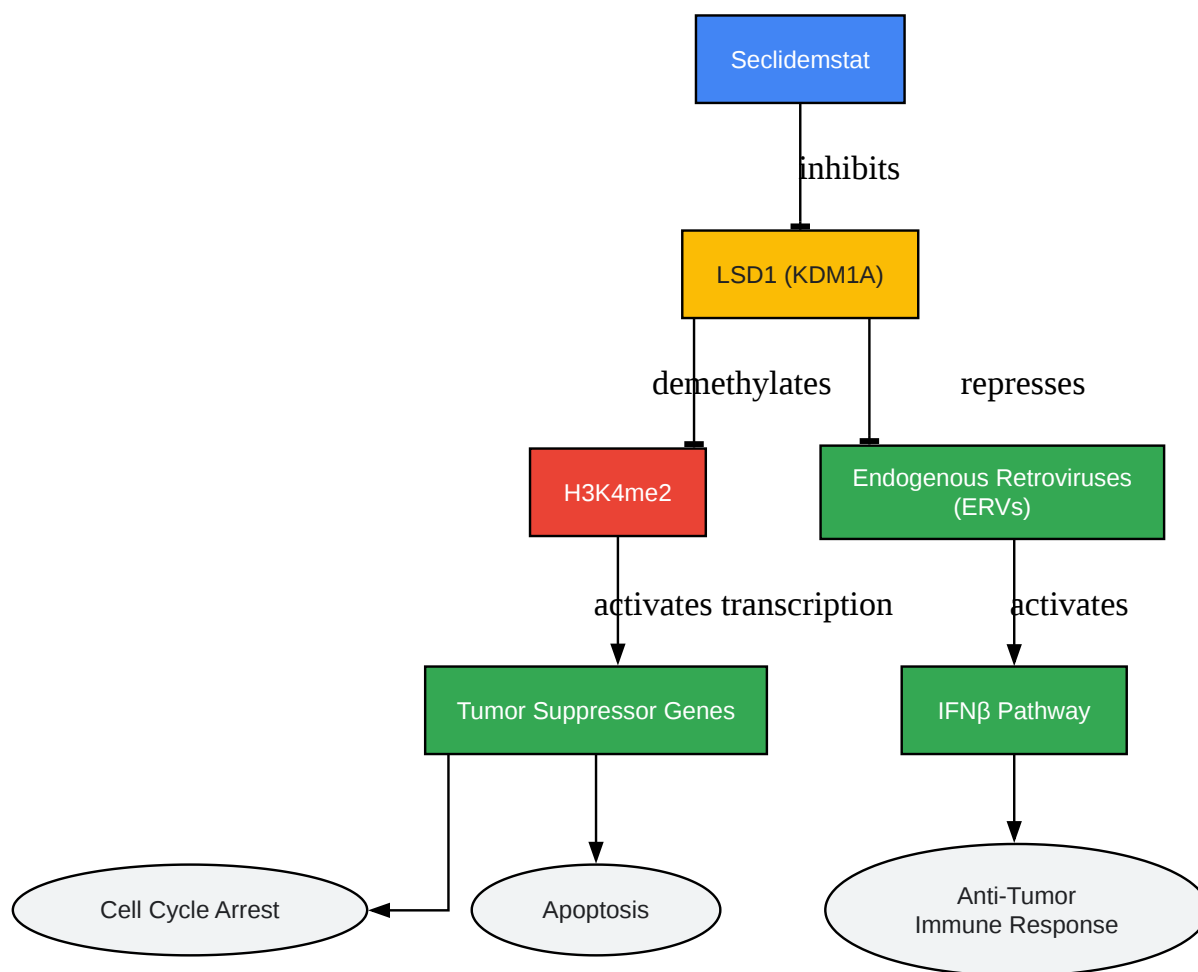 Seclidemstat
inhibits
LSD1 (KDM1A)
demethylates
represses
H3K4me2
Endogenous Retroviruses
(ERVs)
activates transcription
activates
Tumor Suppressor Genes
IFNβ Pathway
Cell Cycle Arrest
Apoptosis
Anti-Tumor
Immune Response